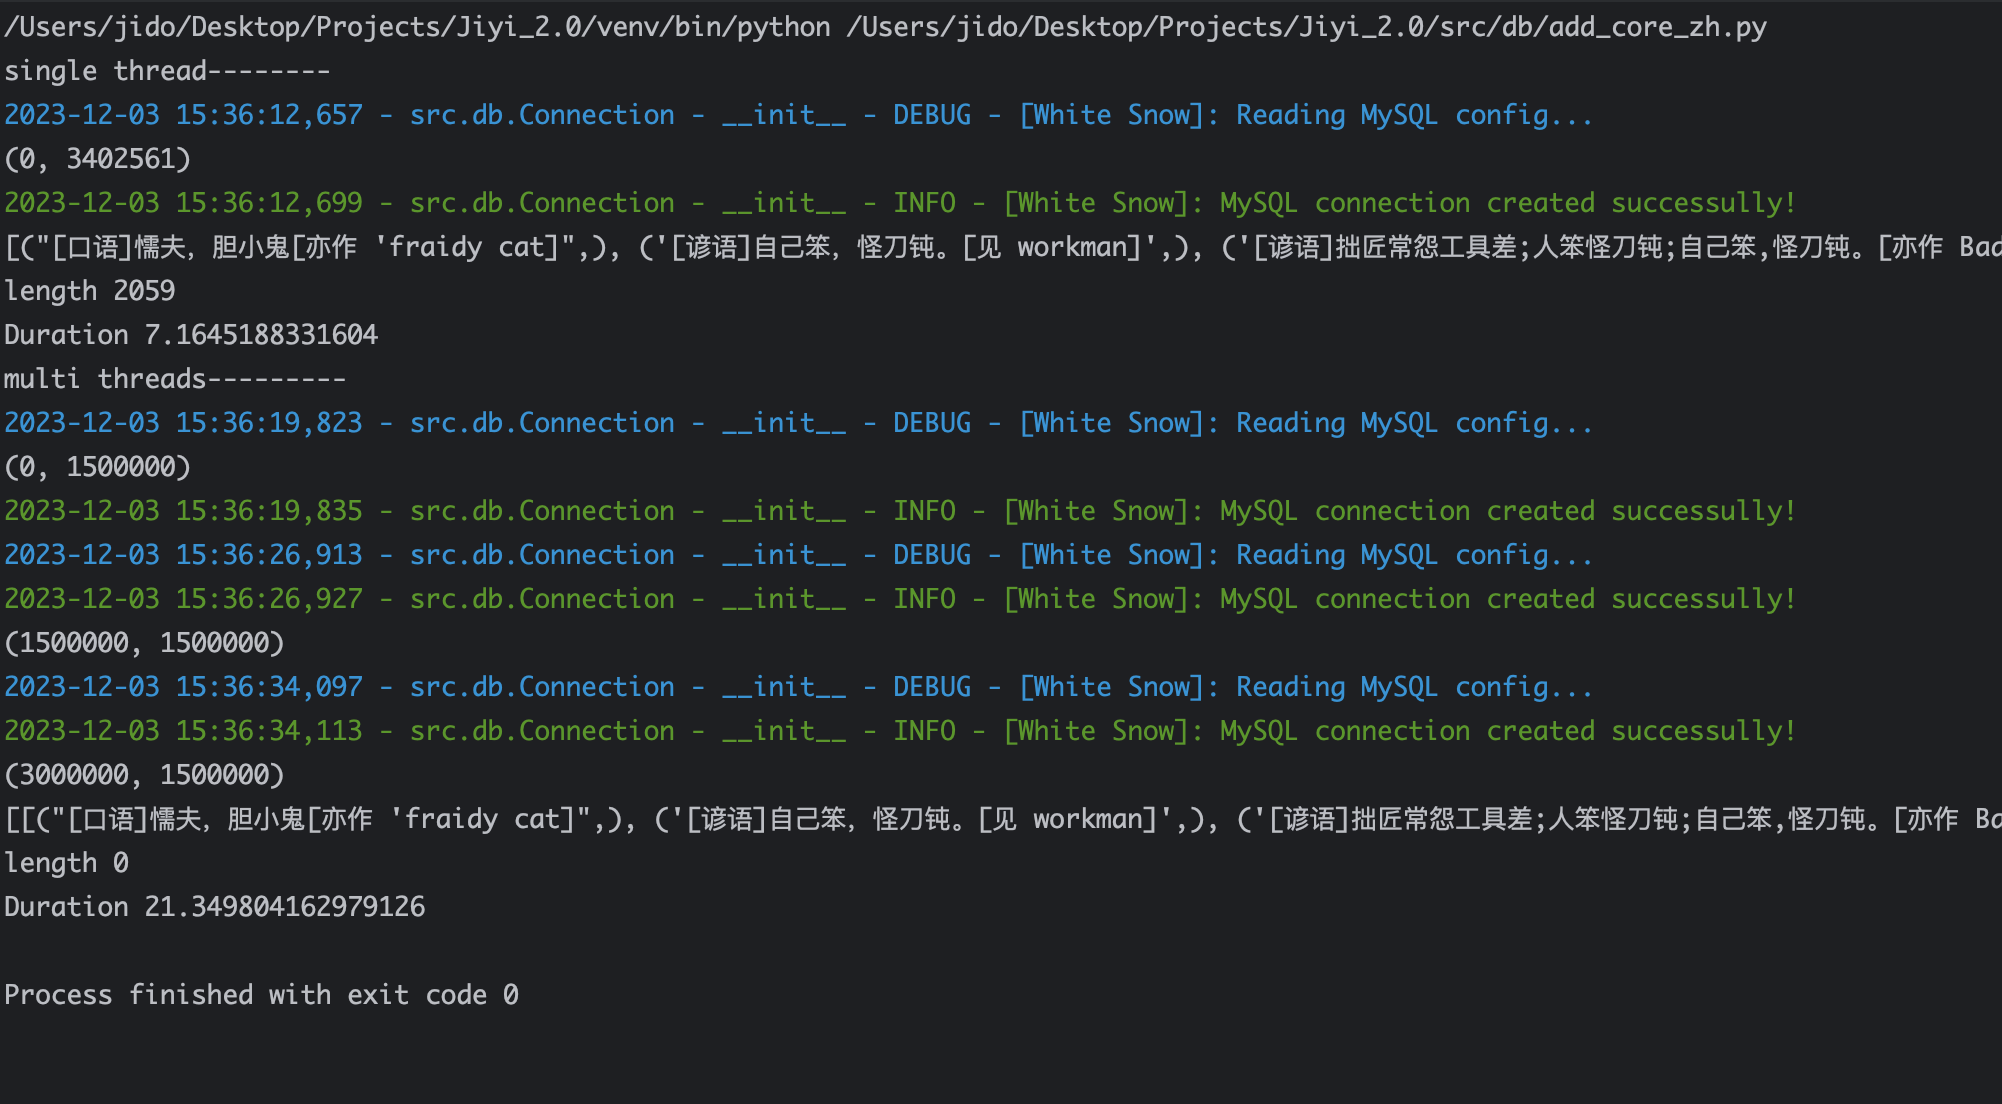 /Users/jido/Desktop/Projects/Jiyi_2.0/venv/bin/python /Users/jido/Desktop/Projects/Jiyi_2.0/src/db/add_core_zh.py
single thread--------
2023-12-03 15:36:12,657 - src.db.Connection - __init__ - DEBUG - [White Snow]: Reading MySQL config...
(0, 3402561)
2023-12-03 15:36:12,699 - src.db.Connection - __init__ - INFO - [White Snow]: MySQL connection created successully!
[("[口语]懦夫，胆小鬼[亦作 'fraidy cat]",), ('[谚语]自己笨，怪刀钝。[见 workman]',), ('[谚语]拙匠常怨工具差;人笨怪刀钝;自己笨,怪刀钝。[亦作 Bad
length 2059
Duration 7.1645188331604
multi threads---------
2023-12-03 15:36:19,823 - src.db.Connection - __init__ - DEBUG - [White Snow]: Reading MySQL config...
(0, 1500000)
2023-12-03 15:36:19,835 - src.db.Connection - __init__ - INFO - [White Snow]: MySQL connection created successully!
2023-12-03 15:36:26,913 - src.db.Connection - __init__ - DEBUG - [White Snow]: Reading MySQL config...
2023-12-03 15:36:26,927 - src.db.Connection - __init__ - INFO - [White Snow]: MySQL connection created successully!
(1500000, 1500000)
2023-12-03 15:36:34,097 - src.db.Connection - __init__ - DEBUG - [White Snow]: Reading MySQL config...
2023-12-03 15:36:34,113 - src.db.Connection - __init__ - INFO - [White Snow]: MySQL connection created successully!
(3000000, 1500000)
[[("[口语]懦夫，胆小鬼[亦作 'fraidy cat]",), ('[谚语]自己笨，怪刀钝。[见 workman]',), ('[谚语]拙匠常怨工具差;人笨怪刀钝;自己笨,怪刀钝。[亦作 Ba
length 0
Duration 21.349804162979126
Process finished with exit code 0